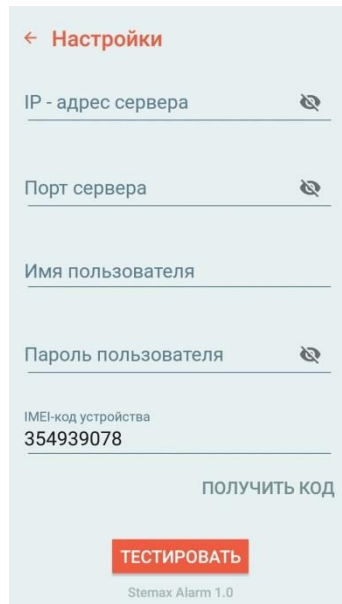 ← Настройки
IP - адрес сервера
Порт сервера
Имя пользователя
Пароль пользователя
IMEI-код устройства
354939078
ПОЛУЧИТЬ КОД
ТЕСТИРОВАТЬ
Stemax Alarm 1.0